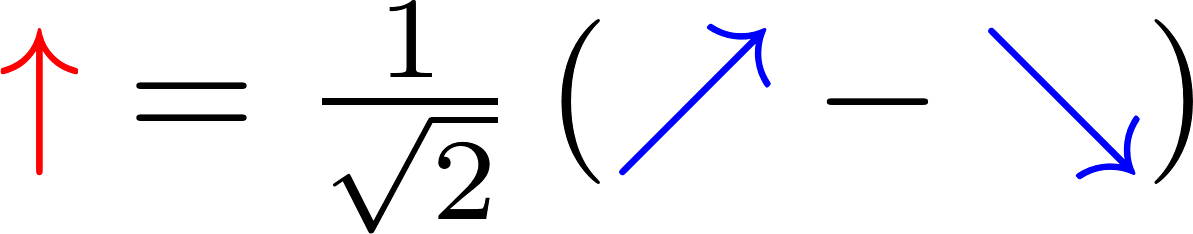 ↑ = 1/√2 (↗ − ↘)